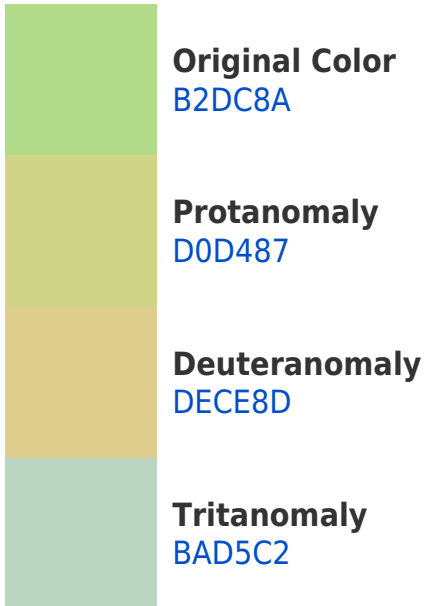 Original Color
B2DC8A
Protanomaly
D0D487
Deuteranomaly
DECE8D
Tritanomaly
BAD5C2